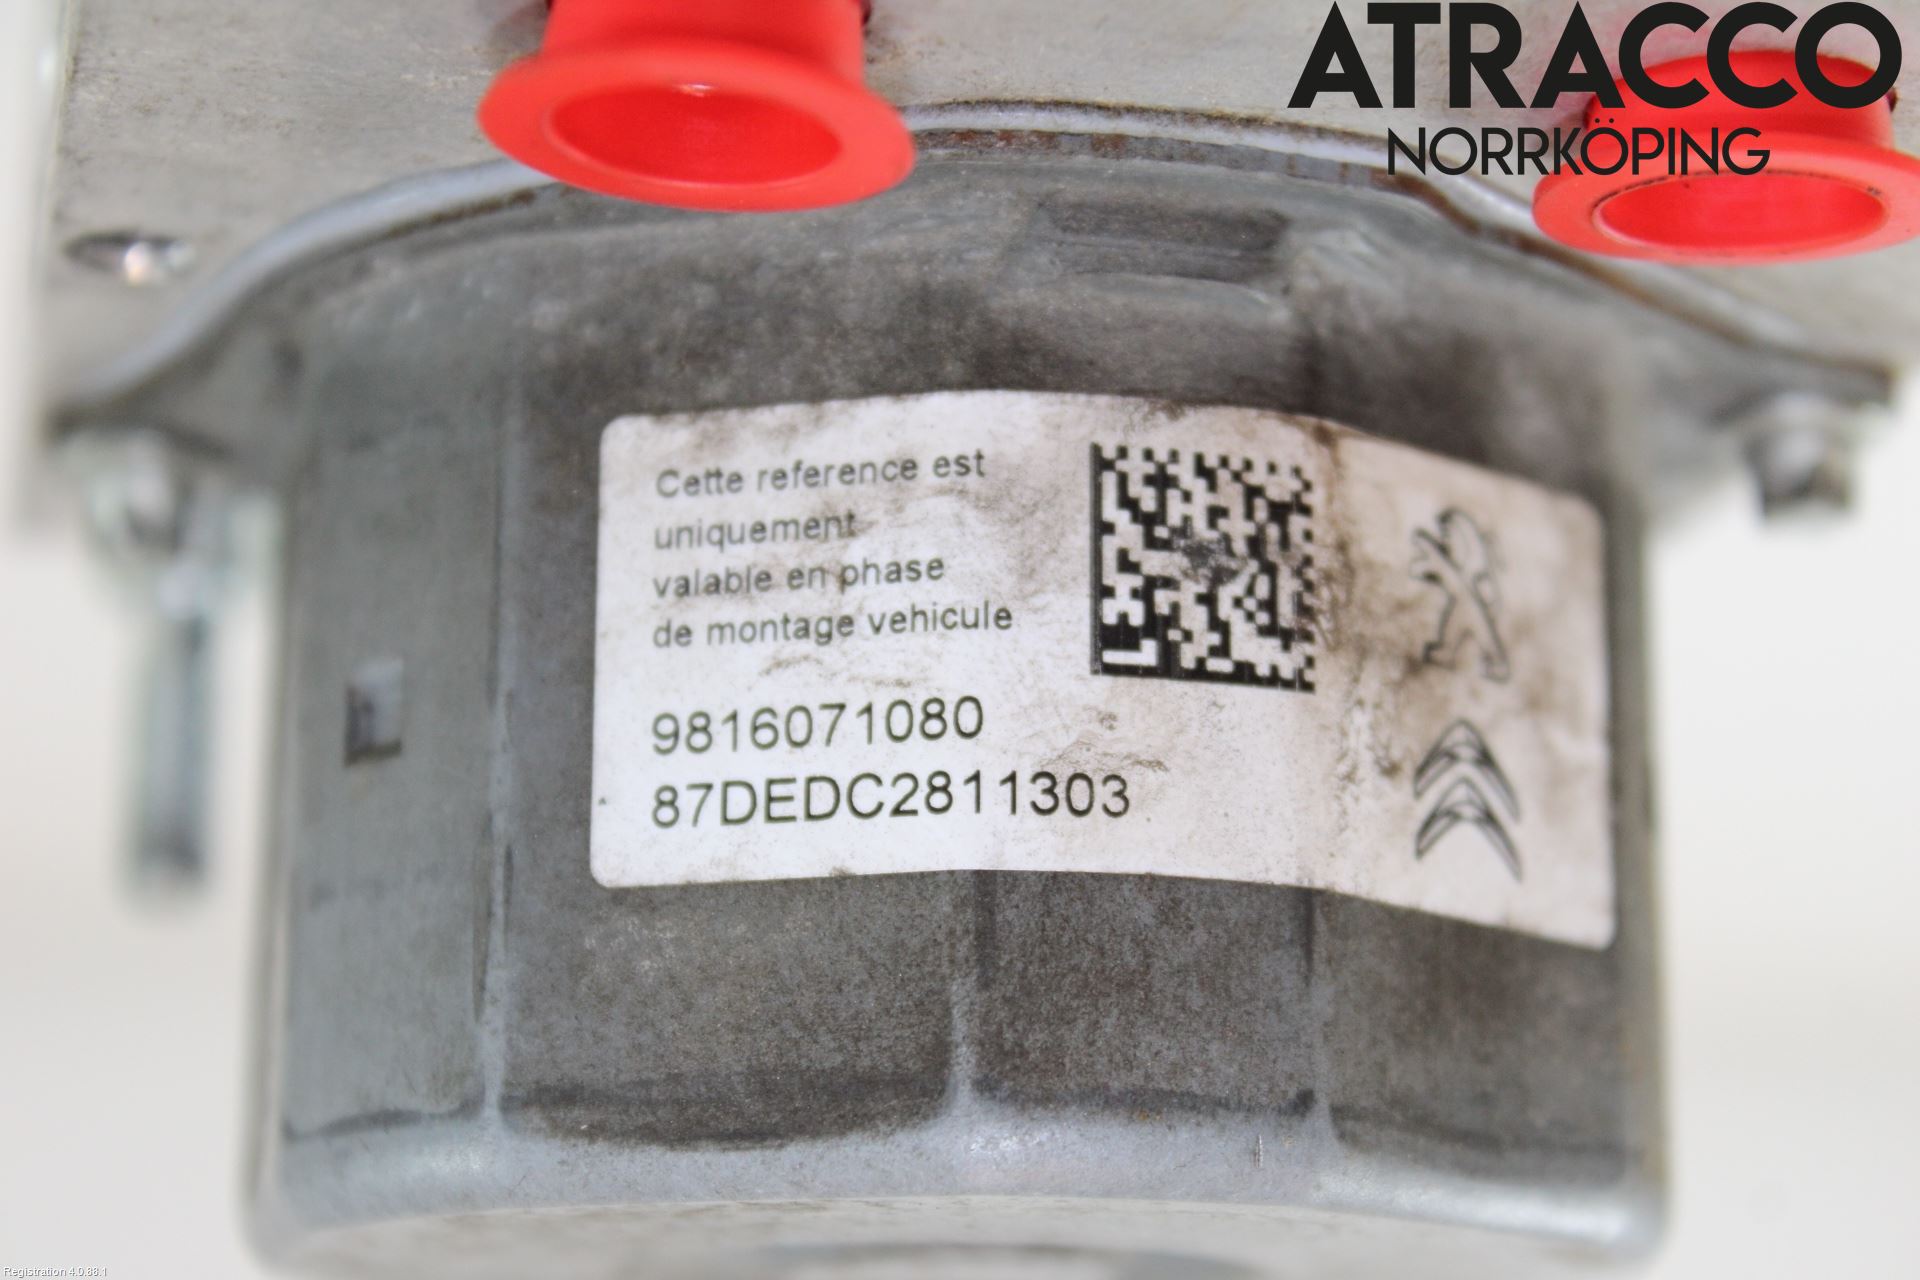 ATRACCO
NORRKÖPING
Cette reference est
uniquement
valable en phase
de montage vehicule
9816071080
87DEDC2811303
Registration 4.0.88.1